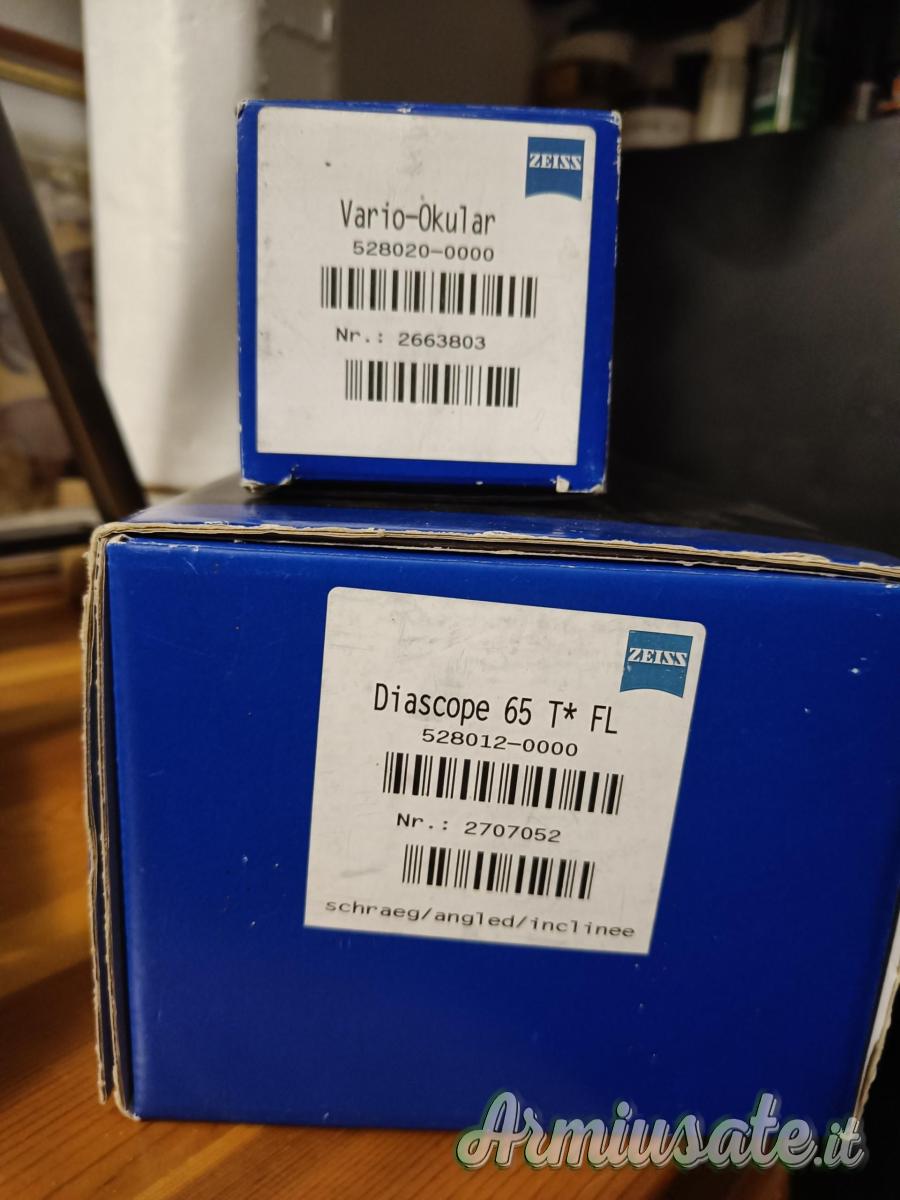 ZEISS
Vario-Okular
528020-0000
Nr.: 2663803
ZEISS
Diascope 65 T* FL
528012-0000
Nr.: 2707052
schraeg/angled/inclinee
Armiusate.it